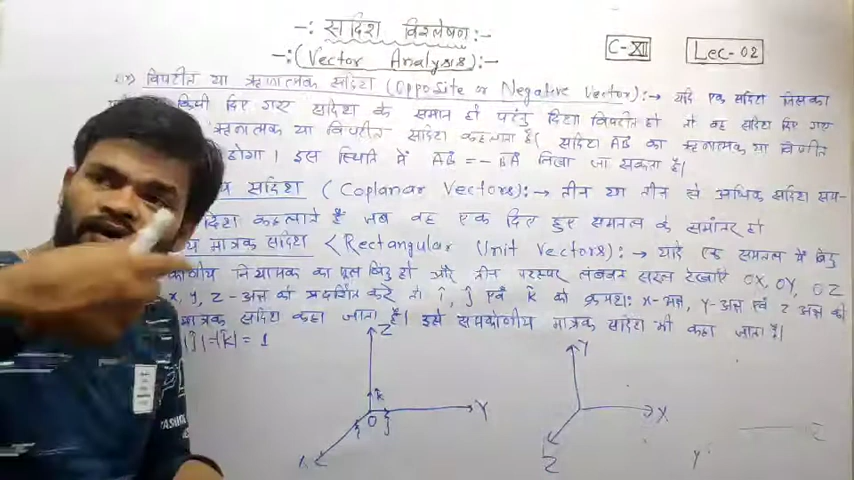 -: सदिश विश्लेषण:-
-:(Vector Analysis):-
C-XII
Lec-02
विपरीत या ऋणात्मक सदिश (Opposite or Negative Vector):→ यदि एक सदिश जिसका
किसी दिए गए सदिश के समान हो परंतु दिशा विपरीत हो तो वह सदिश दिए गए
ऋणात्मक या विपरीत सदिश कहलाता है। सदिश AB का ऋणात्मक या विपरीत
होगा। इस स्थिति में AB = - BA लिखा जा सकता है।
सदिश (Coplanar Vectors):→ तीन या तीन से अधिक सदिश सम-
कहलाते हैं जब वह एक दिए हुए समतल के समांतर हो
मात्रक सदिश (Rectangular Unit Vectors):→ यदि एक समतल में बिंदु
निर्देशांक का मूल बिंदु हो और तीन परस्पर लंबवत सरल रेखाएँ OX, OY, OZ
x, y, z-अक्ष को प्रदर्शित करे तो î, ĵ एवं k̂ को क्रमशः x-अक्ष, Y-अक्ष एवं z अक्ष को
मात्रक सदिश कहा जाता है। इसे समकोणीय मात्रक सदिश भी कहा जाता है।
|ĵ|=|k̂| = 1
Z
k̂
O
Y
X
Y
X
Z